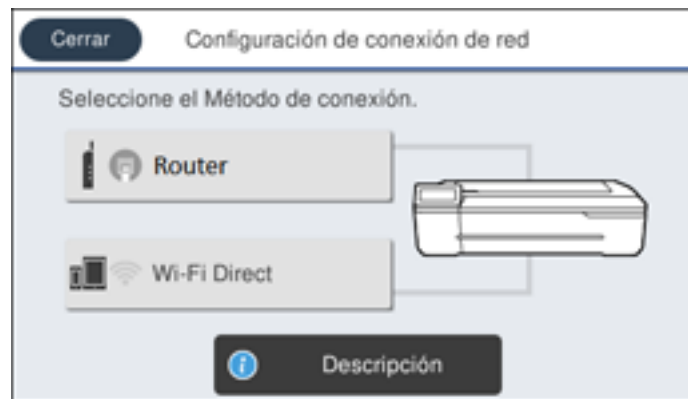 Cerrar
Configuración de conexión de red
Seleccione el Método de conexión.
Router
Wi-Fi Direct
Descripción